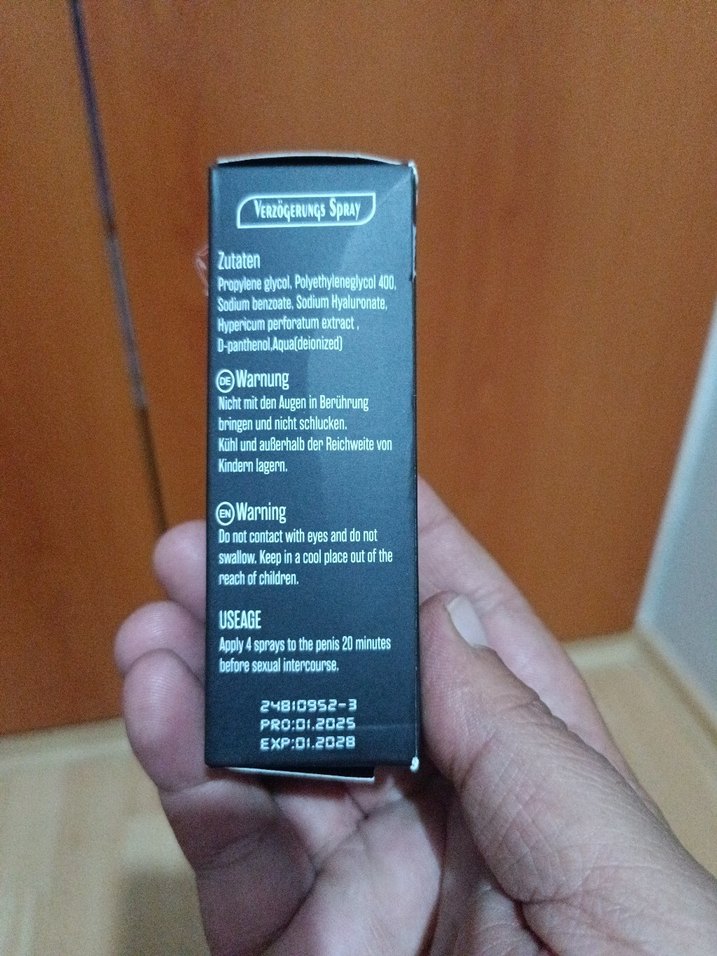 Verzögerungs Spray
Zutaten
Propylene glycol, Polyethyleneglycol 400,
Sodium benzoate, Sodium Hyaluronate,
Hypericum perforatum extract ,
D-panthenol,Aqua(deionized)
DE Warnung
Nicht mit den Augen in Berührung
bringen und nicht schlucken.
Kühl und außerhalb der Reichweite von
Kindern lagern.
EN Warning
Do not contact with eyes and do not
swallow. Keep in a cool place out of the
reach of children.
USEAGE
Apply 4 sprays to the penis 20 minutes
before sexual intercourse.
24810952-3
PRO:01.2025
EXP:01.2028